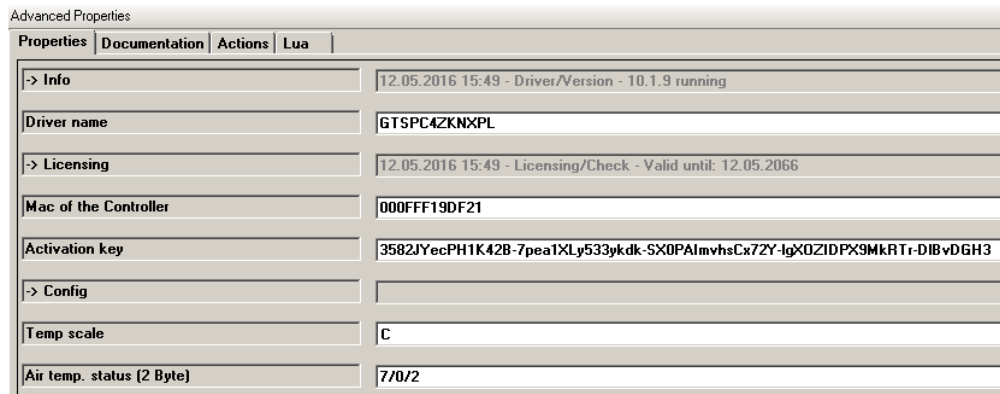 Advanced Properties
Properties Documentation Actions Lua
-> Info 12.05.2016 15:49 - Driver/Version - 10.1.9 running
Driver name GTSPC4ZKNXPL
-> Licensing 12.05.2016 15:49 - Licensing/Check - Valid until: 12.05.2066
Mac of the Controller 000FFF19DF21
Activation key 3582JYecPH1K42B-7pea1XLy533ykdk-SX0PAlmvhsCx72Y-lgXOZIDPX9MkRTr-DIBvDGH3
-> Config
Temp scale C
Air temp. status (2 Byte) 7/0/2